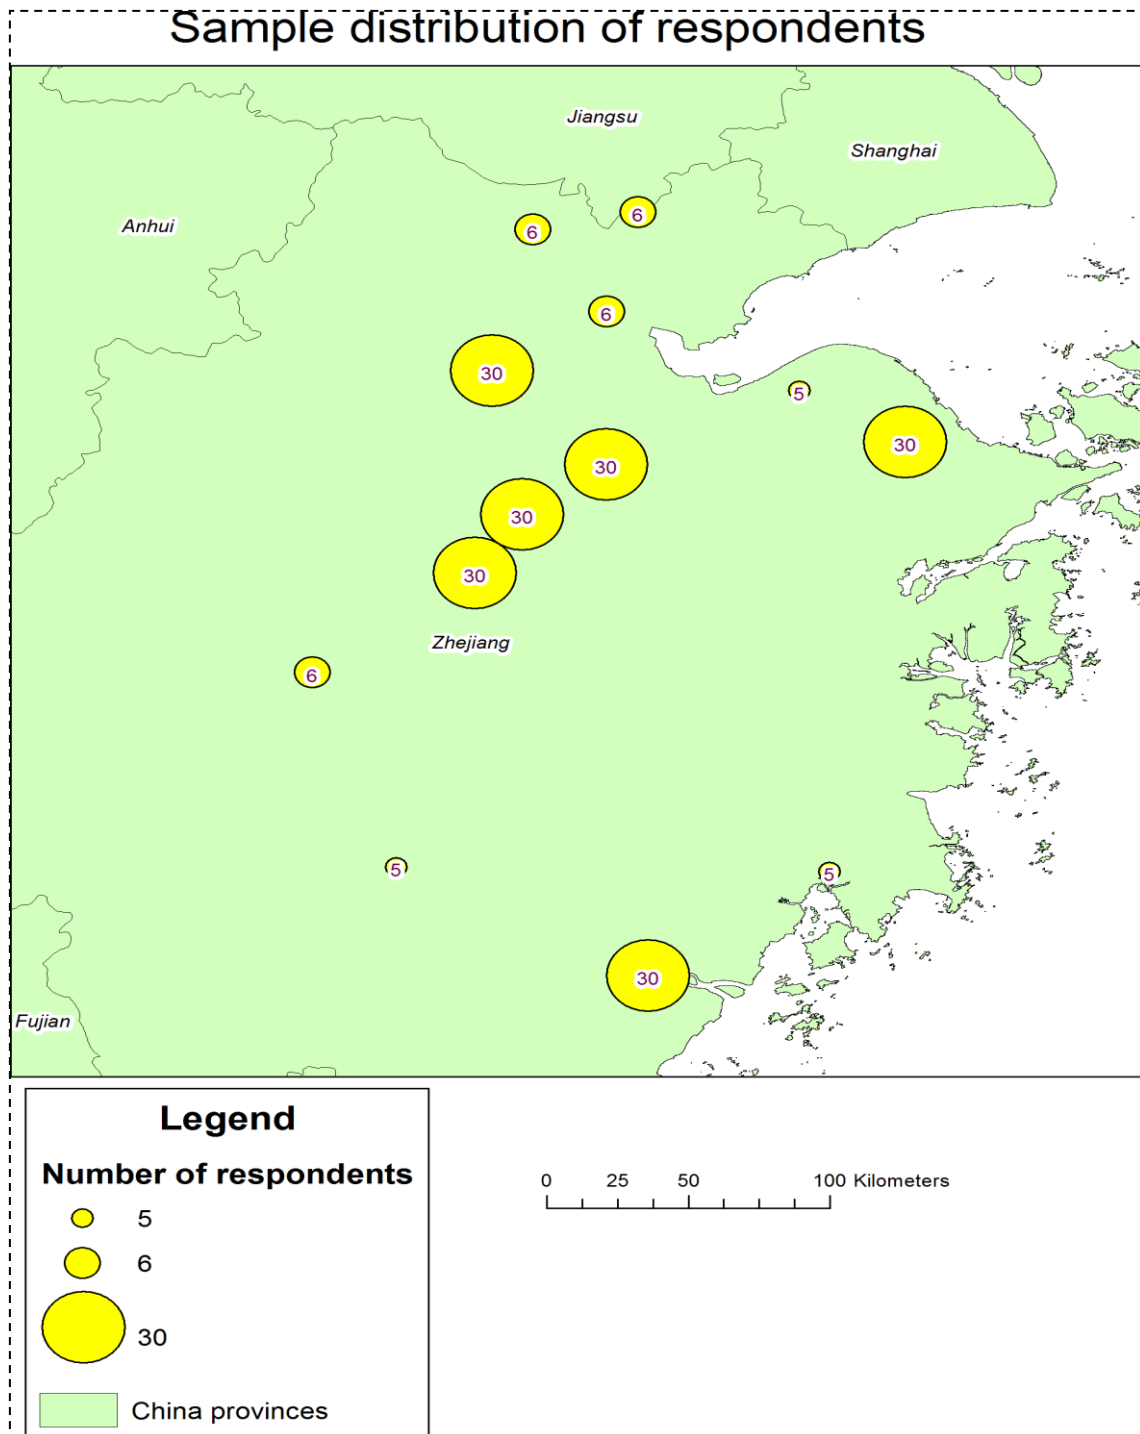 Sample distribution of respondents
Jiangsu
Shanghai
Anhui
6
6
6
30
5
30
30
30
30
Zhejiang
6
5
5
30
Fujian
Legend
Number of respondents
5
6
30
China provinces
0 25 50 100 Kilometers